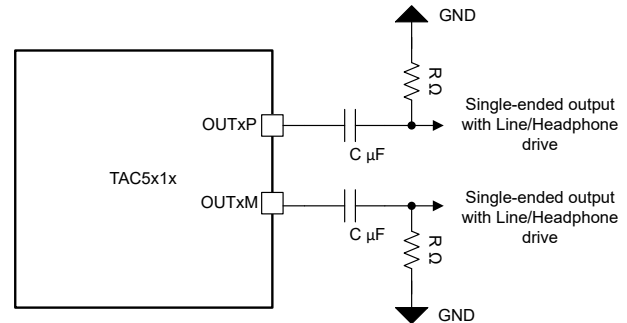 GND
R Ω
OUTxP
C µF
Single-ended output
with Line/Headphone
drive
TAC5x1x
OUTxM
C µF
Single-ended output
with Line/Headphone
drive
R Ω
GND